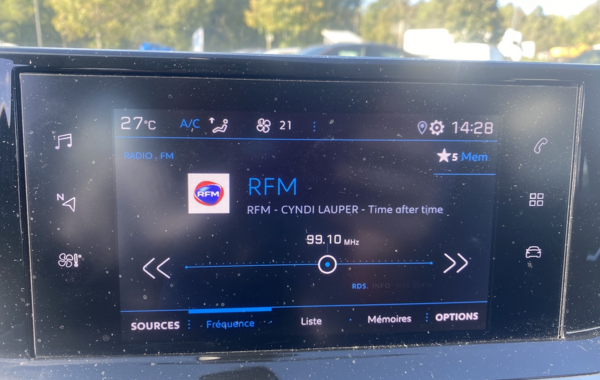 27°C A/C 21 14:28
RADIO . FM
5 Mem
RFM
RFM
RFM - CYNDI LAUPER - Time after time
N
99.10 MHz
RDS. INFO.
SOURCES Fréquence Liste Mémoires OPTIONS